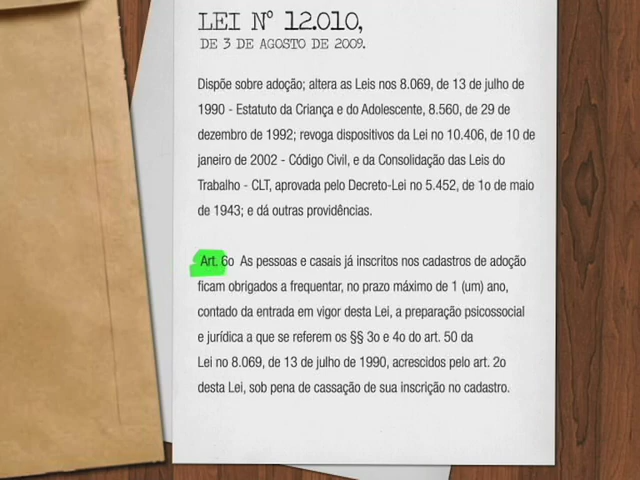 LEI Nº 12.010,
DE 3 DE AGOSTO DE 2009.
Dispõe sobre adoção; altera as Leis nos 8.069, de 13 de julho de
1990 - Estatuto da Criança e do Adolescente, 8.560, de 29 de
dezembro de 1992; revoga dispositivos da Lei no 10.406, de 10 de
janeiro de 2002 - Código Civil, e da Consolidação das Leis do
Trabalho - CLT, aprovada pelo Decreto-Lei no 5.452, de 1o de maio
de 1943; e dá outras providências.
Art. 6o As pessoas e casais já inscritos nos cadastros de adoção
ficam obrigados a frequentar, no prazo máximo de 1 (um) ano,
contado da entrada em vigor desta Lei, a preparação psicossocial
e jurídica a que se referem os §§ 3o e 4o do art. 50 da
Lei no 8.069, de 13 de julho de 1990, acrescidos pelo art. 2o
desta Lei, sob pena de cassação de sua inscrição no cadastro.